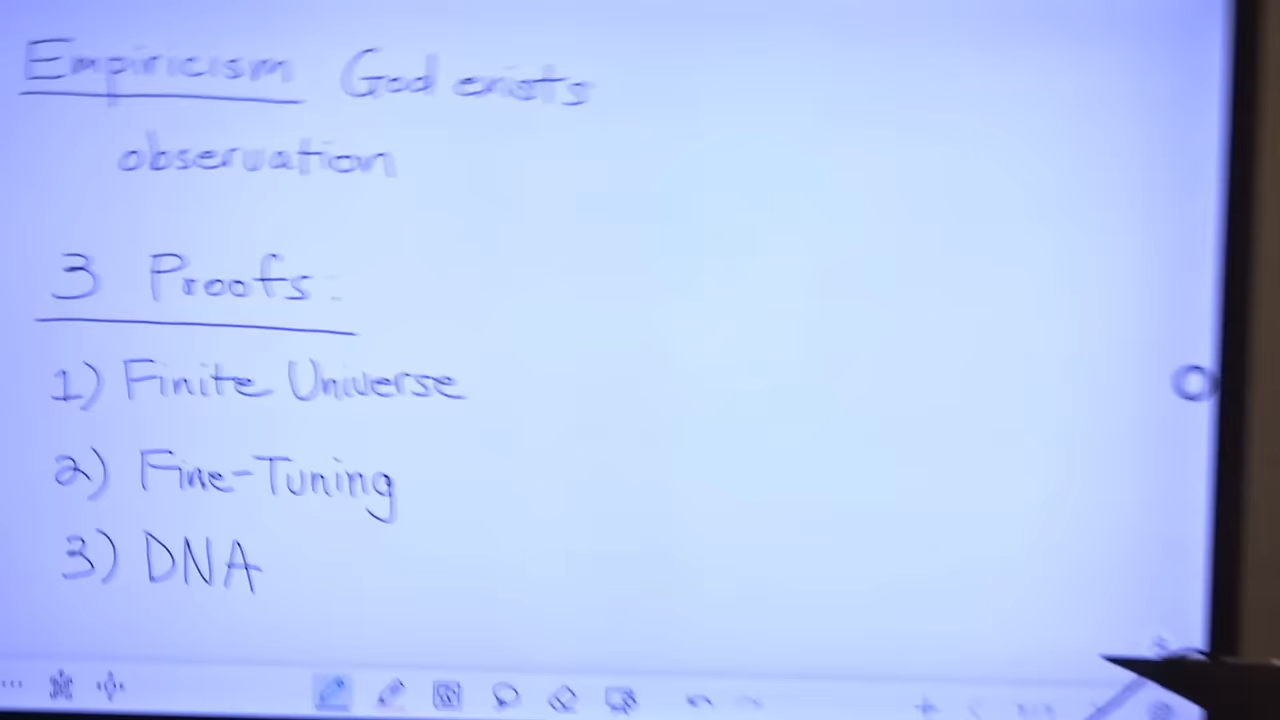 Empiricism God exists
observation
3 Proofs:
1) Finite Universe
2) Fine-Tuning
3) DNA